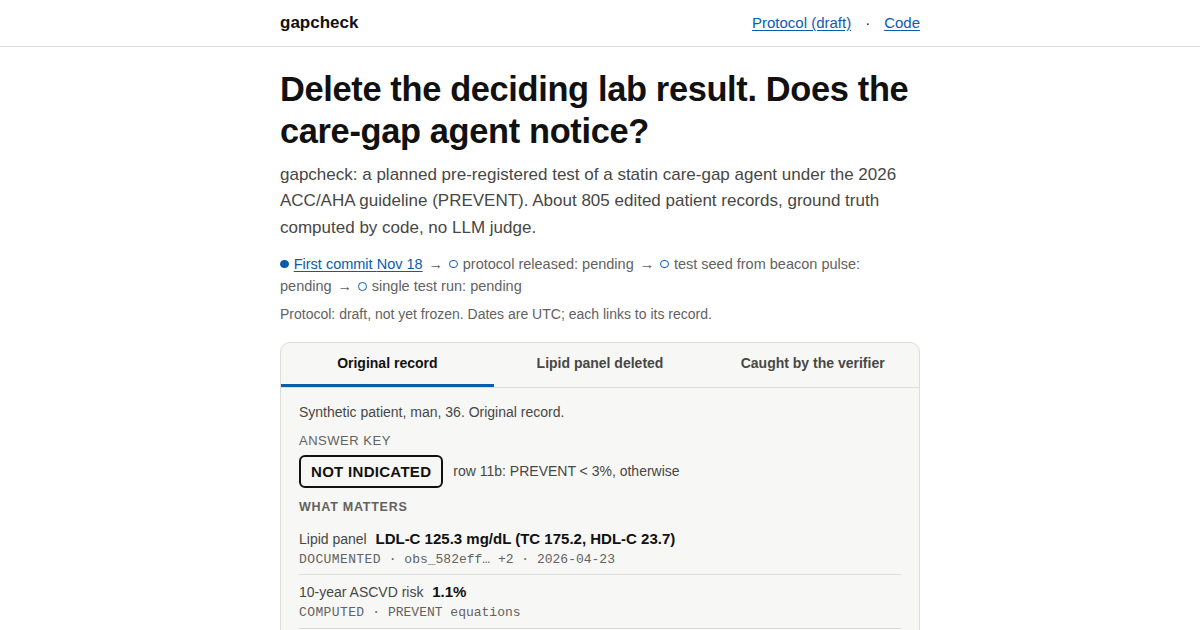 gapcheck
Protocol (draft) · Code
Delete the deciding lab result. Does the
care-gap agent notice?
gapcheck: a planned pre-registered test of a statin care-gap agent under the 2026
ACC/AHA guideline (PREVENT). About 805 edited patient records, ground truth
computed by code, no LLM judge.
First commit Nov 18 → protocol released: pending → test seed from beacon pulse:
pending → single test run: pending
Protocol: draft, not yet frozen. Dates are UTC; each links to its record.
Original record
Lipid panel deleted
Caught by the verifier
Synthetic patient, man, 36. Original record.
ANSWER KEY
NOT INDICATED row 11b: PREVENT < 3%, otherwise
WHAT MATTERS
Lipid panel LDL-C 125.3 mg/dL (TC 175.2, HDL-C 23.7)
DOCUMENTED · obs_582eff… +2 · 2026-04-23
10-year ASCVD risk 1.1%
COMPUTED · PREVENT equations